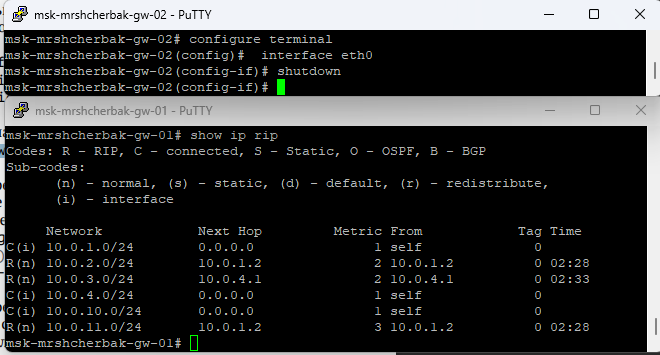 msk-mrshcherbak-gw-02 - PuTTY
msk-mrshcherbak-gw-02# configure terminal
msk-mrshcherbak-gw-02(config)#  interface eth0
msk-mrshcherbak-gw-02(config-if)# shutdown
msk-mrshcherbak-gw-02(config-if)#
msk-mrshcherbak-gw-01 - PuTTY
msk-mrshcherbak-gw-01# show ip rip
Codes: R - RIP, C - connected, S - Static, O - OSPF, B - BGP
Sub-codes:
      (n) - normal, (s) - static, (d) - default, (r) - redistribute,
      (i) - interface
     Network            Next Hop         Metric From            Tag Time
C(i) 10.0.1.0/24        0.0.0.0               1 self              0
R(n) 10.0.2.0/24        10.0.1.2              2 10.0.1.2          0 02:28
R(n) 10.0.3.0/24        10.0.4.1              2 10.0.4.1          0 02:33
C(i) 10.0.4.0/24        0.0.0.0               1 self              0
C(i) 10.0.10.0/24       0.0.0.0               1 self              0
R(n) 10.0.11.0/24       10.0.1.2              3 10.0.1.2          0 02:28
msk-mrshcherbak-gw-01#